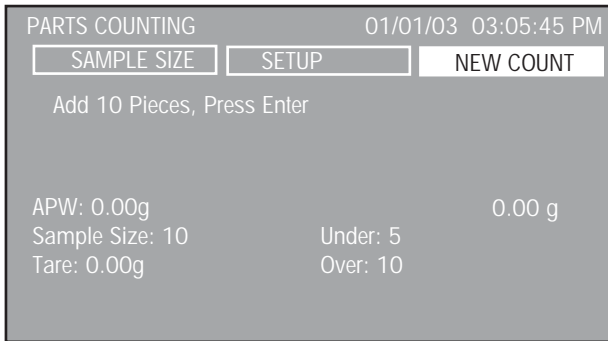 PARTS COUNTING 01/01/03 03:05:45 PM
SAMPLE SIZE SETUP NEW COUNT
Add 10 Pieces, Press Enter
APW: 0.00g 0.00 g
Sample Size: 10 Under: 5
Tare: 0.00g Over: 10